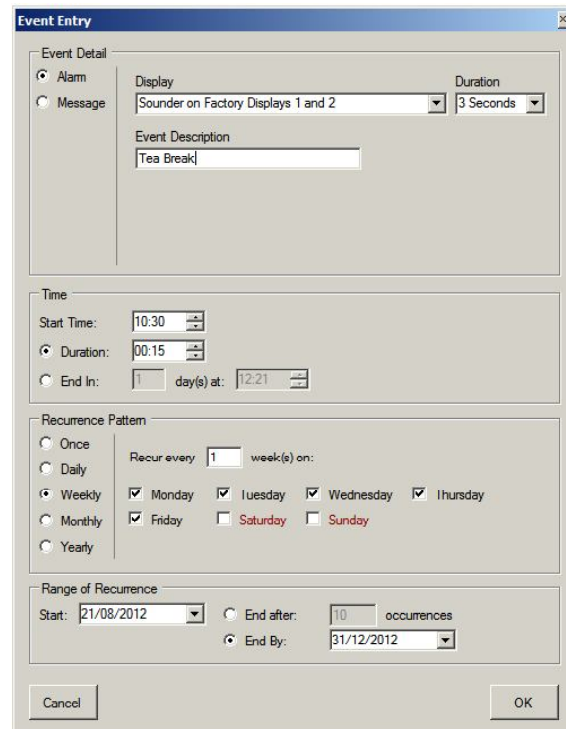 Event Entry
Event Detail
Alarm
Message
Display
Duration
Sounder on Factory Displays 1 and 2
3 Seconds
Event Description
Tea Break
Time
Start Time: 10:30
Duration: 00:15
End In: 1 day(s) at: 12:21
Recurrence Pattern
Once
Daily
Weekly
Monthly
Yearly
Recur every 1 week(s) on:
Monday Tuesday Wednesday Thursday
Friday Saturday Sunday
Range of Recurrence
Start: 21/08/2012 End after: 10 occurrences
End By: 31/12/2012
Cancel OK